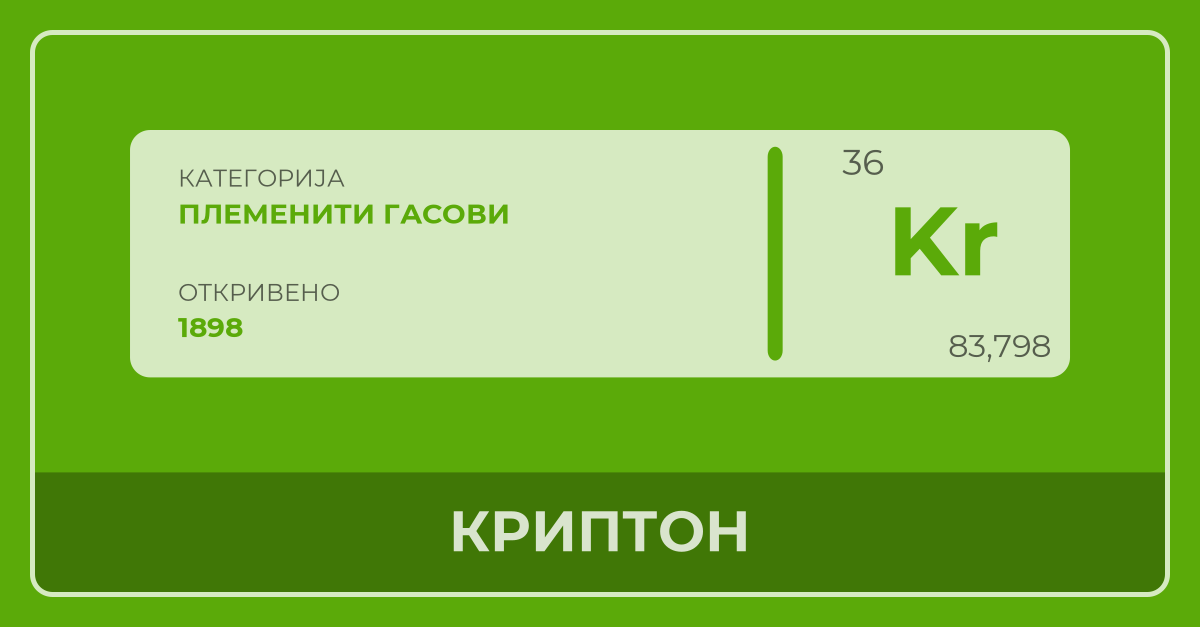 КАТЕГОРИЈА
ПЛЕМЕНИТИ ГАСОВИ
ОТКРИВЕНО
1898
36
Kr
83,798
КРИПТОН